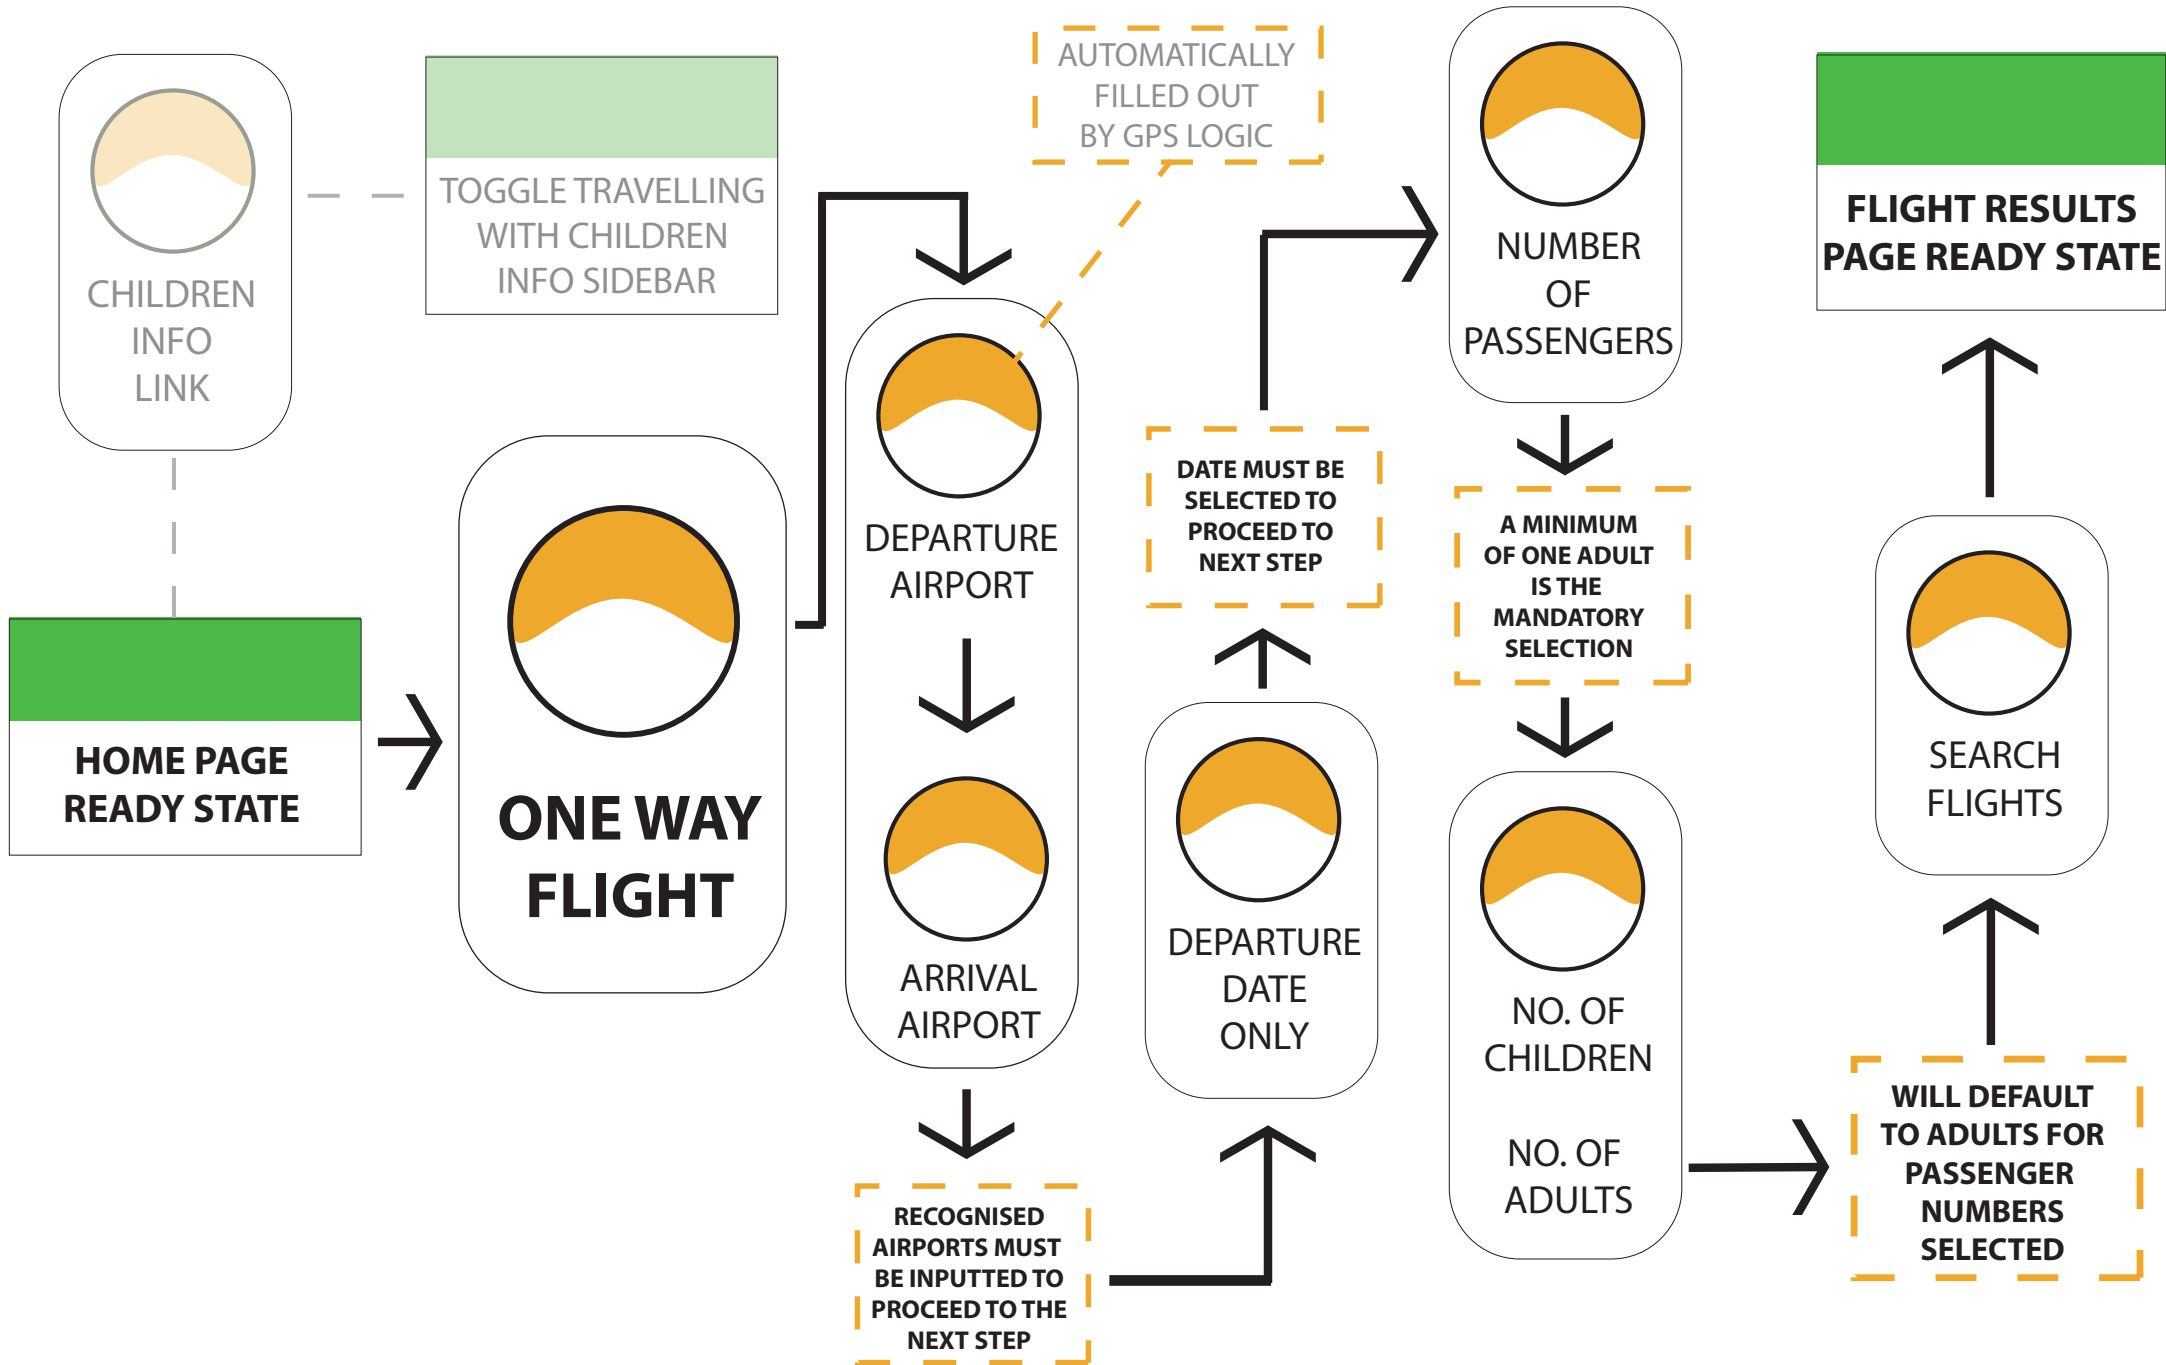 CHILDREN
INFO
LINK
TOGGLE TRAVELLING
WITH CHILDREN
INFO SIDEBAR
HOME PAGE
READY STATE
ONE WAY
FLIGHT
AUTOMATICALLY
FILLED OUT
BY GPS LOGIC
DEPARTURE
AIRPORT
ARRIVAL
AIRPORT
RECOGNISED
AIRPORTS MUST
BE INPUTTED TO
PROCEED TO THE
NEXT STEP
DEPARTURE
DATE
ONLY
DATE MUST BE
SELECTED TO
PROCEED TO
NEXT STEP
NUMBER
OF
PASSENGERS
A MINIMUM
OF ONE ADULT
IS THE
MANDATORY
SELECTION
NO. OF
CHILDREN
NO. OF
ADULTS
WILL DEFAULT
TO ADULTS FOR
PASSENGER
NUMBERS
SELECTED
SEARCH
FLIGHTS
FLIGHT RESULTS
PAGE READY STATE